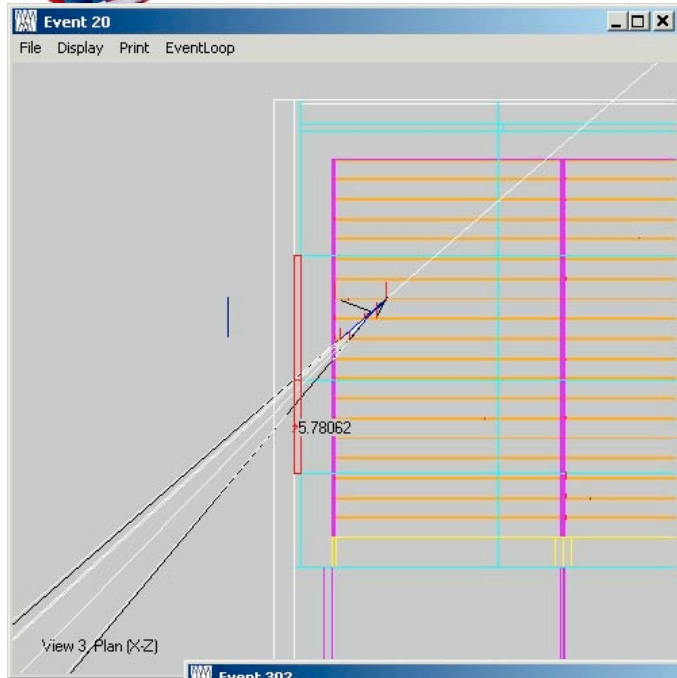 Event 20
File Display Print EventLoop
5.78062
View 3, Plan (X-Z)
Event 302